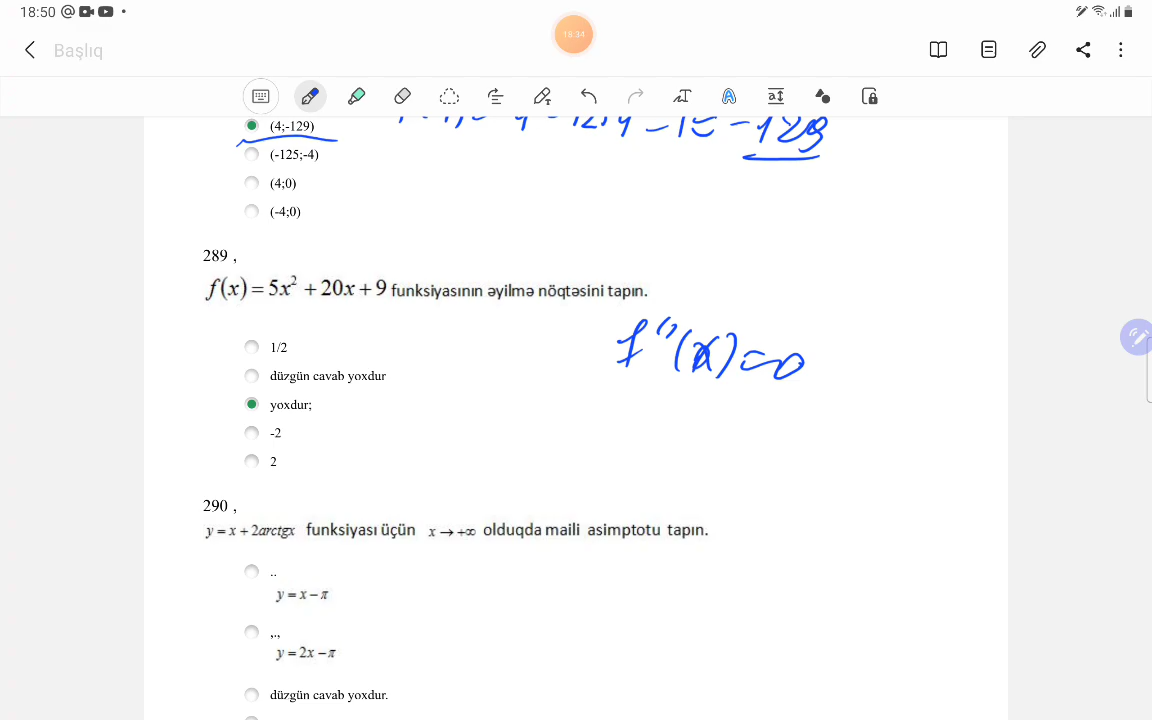 18:50
18:34
Başlıq
(4;-129)
(-125;-4)
(4;0)
(-4;0)
289 ,
f(x) = 5x² + 20x + 9 funksiyasının əyilmə nöqtəsini tapın.
f''(x)=0
1/2
düzgün cavab yoxdur
yoxdur;
-2
2
290 ,
y = x + 2arctgx funksiyası üçün x → +∞ olduqda maili asimptotu tapın.
..
y = x − π
,.,
y = 2x − π
düzgün cavab yoxdur.